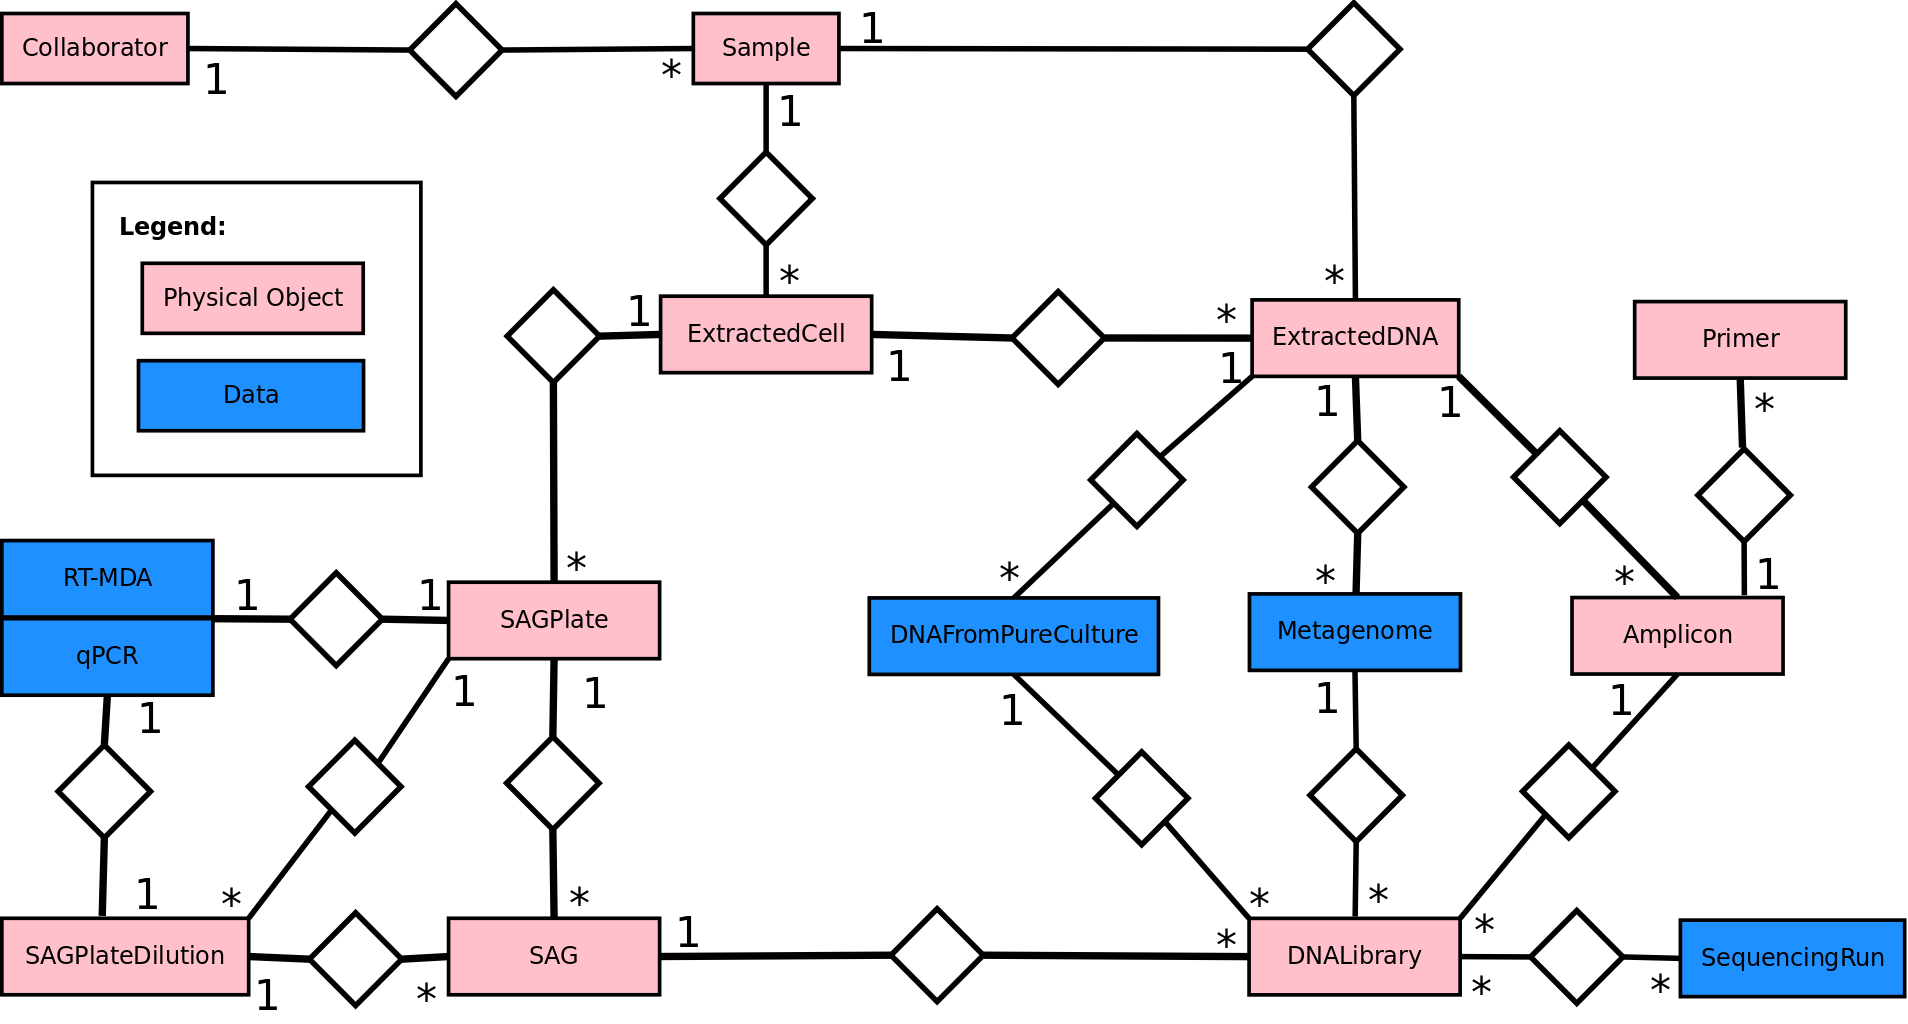 Collaborator
1
*
Sample
1
1
*
Legend:
Physical Object
Data
1
ExtractedCell
1
*
*
ExtractedDNA
1
1
1
Primer
*
*
*
*
*
1
RT-MDA
qPCR
1
1
SAGPlate
DNAFromPureCulture
Metagenome
Amplicon
1
1
1
1
1
1
1
*
*
*
*
*
SAGPlateDilution
1
*
SAG
1
*
DNALibrary
*
*
SequencingRun